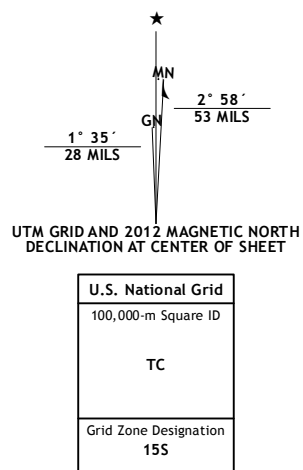 ★
MN
GN
2° 58´
53 MILS
1° 35´
28 MILS
UTM GRID AND 2012 MAGNETIC NORTH
DECLINATION AT CENTER OF SHEET
U.S. National Grid
100,000-m Square ID
TC
Grid Zone Designation
15S